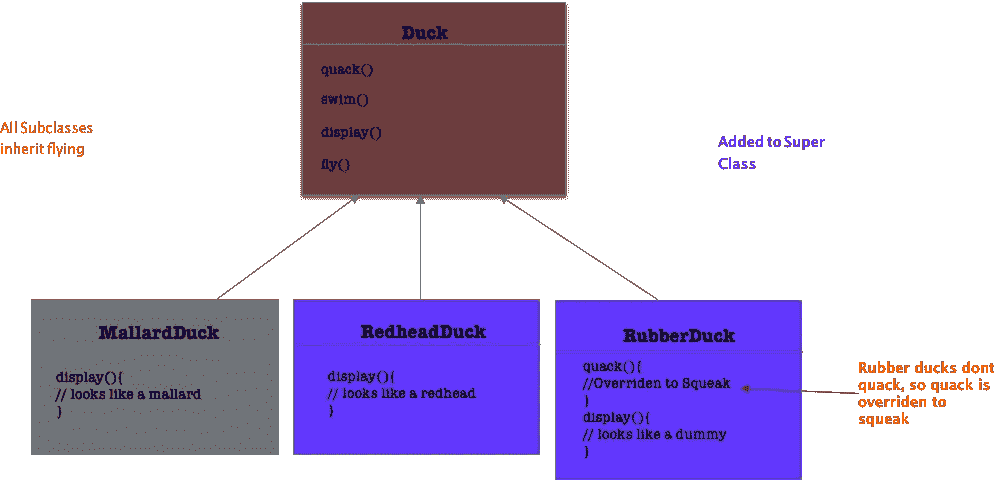 Duck
quack()
swim()
display()
fly()
All Subclasses
inherit flying
Added to Super
Class
MallardDuck
display(){
// looks like a mallard
}
RedheadDuck
display(){
// looks like a redhead
}
RubberDuck
quack(){
//Overriden to Squeak
}
display(){
// looks like a dummy
}
Rubber ducks dont
quack, so quack is
overriden to
squeak